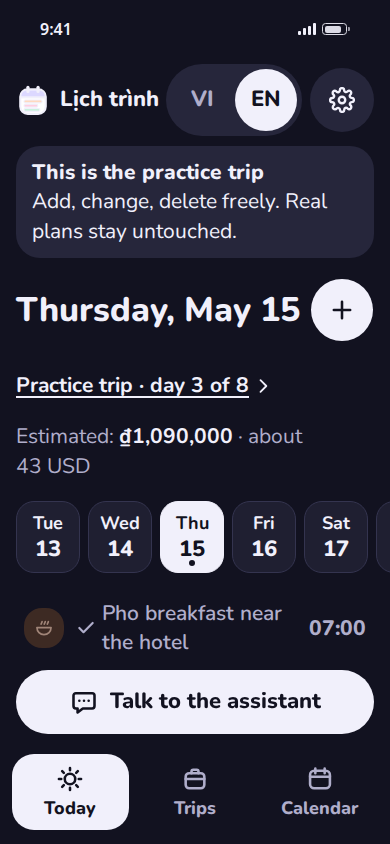 9:41
Lịch trình
VI
EN
This is the practice trip
Add, change, delete freely. Real
plans stay untouched.
Thursday, May 15
Practice trip · day 3 of 8
Estimated: ₫1,090,000 · about
43 USD
Tue
13
Wed
14
Thu
15
Fri
16
Sat
17
Pho breakfast near
the hotel
07:00
Talk to the assistant
Today
Trips
Calendar